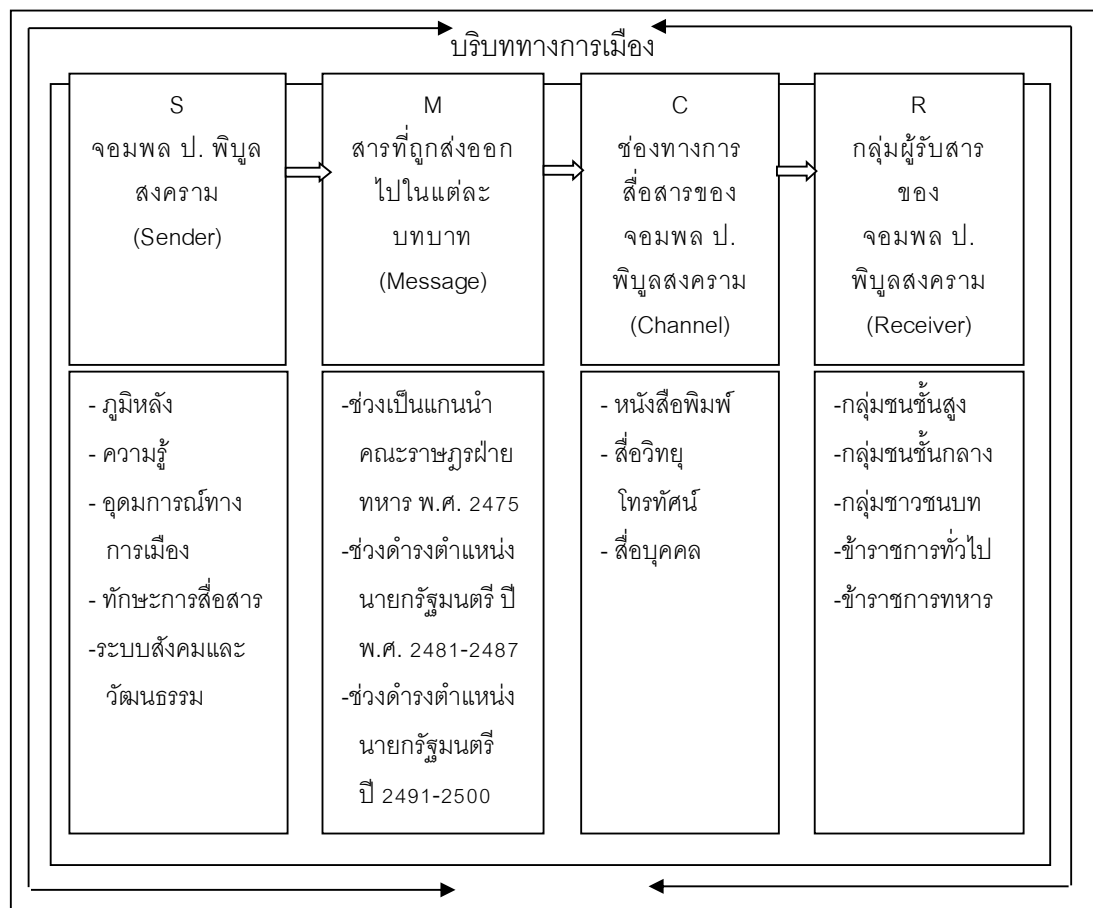 บริบททางการเมือง
S
จอมพล ป. พิบูล
สงคราม
(Sender)
M
สารที่ถูกส่งออก
ไปในแต่ละ
บทบาท
(Message)
C
ช่องทางการ
สื่อสารของ
จอมพล ป.
พิบูลสงคราม
(Channel)
R
กลุ่มผู้รับสาร
ของ
จอมพล ป.
พิบูลสงคราม
(Receiver)
- ภูมิหลัง
- ความรู้
- อุดมการณ์ทาง
การเมือง
- ทักษะการสื่อสาร
-ระบบสังคมและ
วัฒนธรรม
-ช่วงเป็นแกนนำ
คณะราษฎรฝ่าย
ทหาร พ.ศ. 2475
-ช่วงดำรงตำแหน่ง
นายกรัฐมนตรี ปี
พ.ศ. 2481-2487
-ช่วงดำรงตำแหน่ง
นายกรัฐมนตรี
ปี 2491-2500
- หนังสือพิมพ์
- สื่อวิทยุ
โทรทัศน์
- สื่อบุคคล
-กลุ่มชนชั้นสูง
-กลุ่มชนชั้นกลาง
-กลุ่มชาวชนบท
-ข้าราชการทั่วไป
-ข้าราชการทหาร